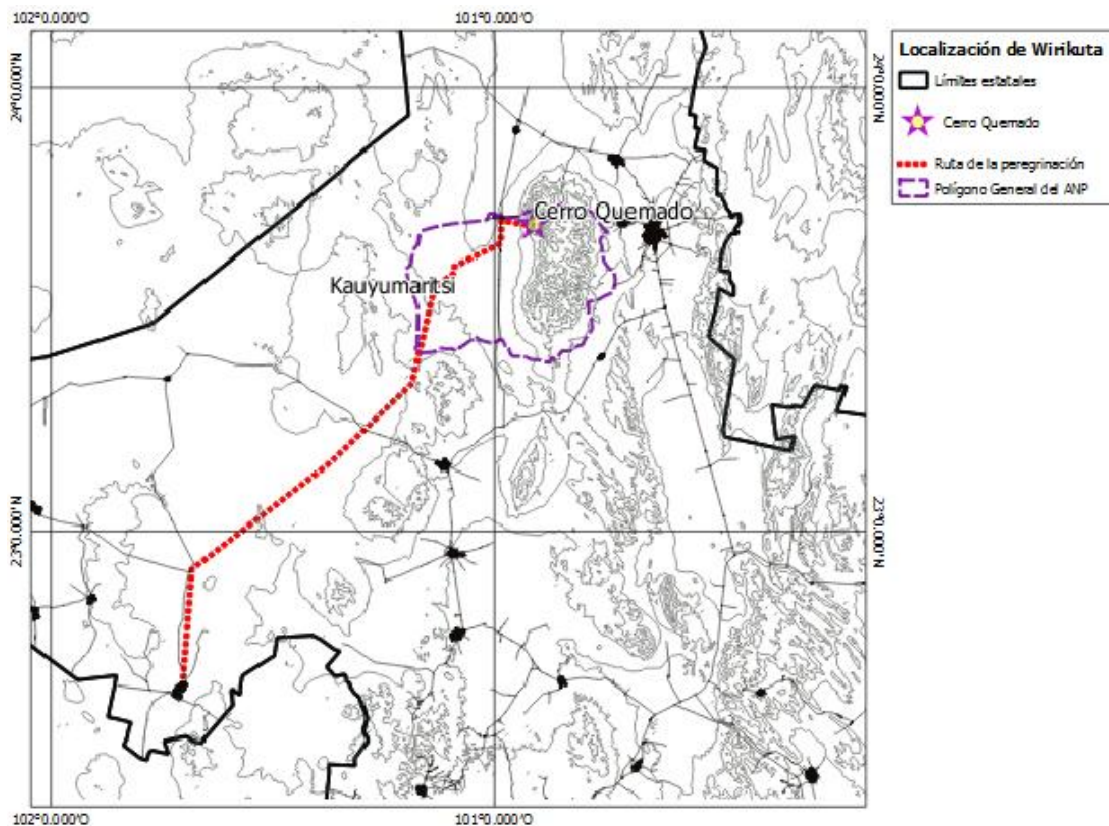 102°0.000'O
101°0.000'O
24°0.000'N
24°0.000'N
Localización de Wirikuta
Límites estatales
Cerro Quemado
Ruta de la peregrinación
Polígono General del ANP
Cerro Quemado
Kauyumaritsi
23°0.000'N
23°0.000'N
102°0.000'O
101°0.000'O